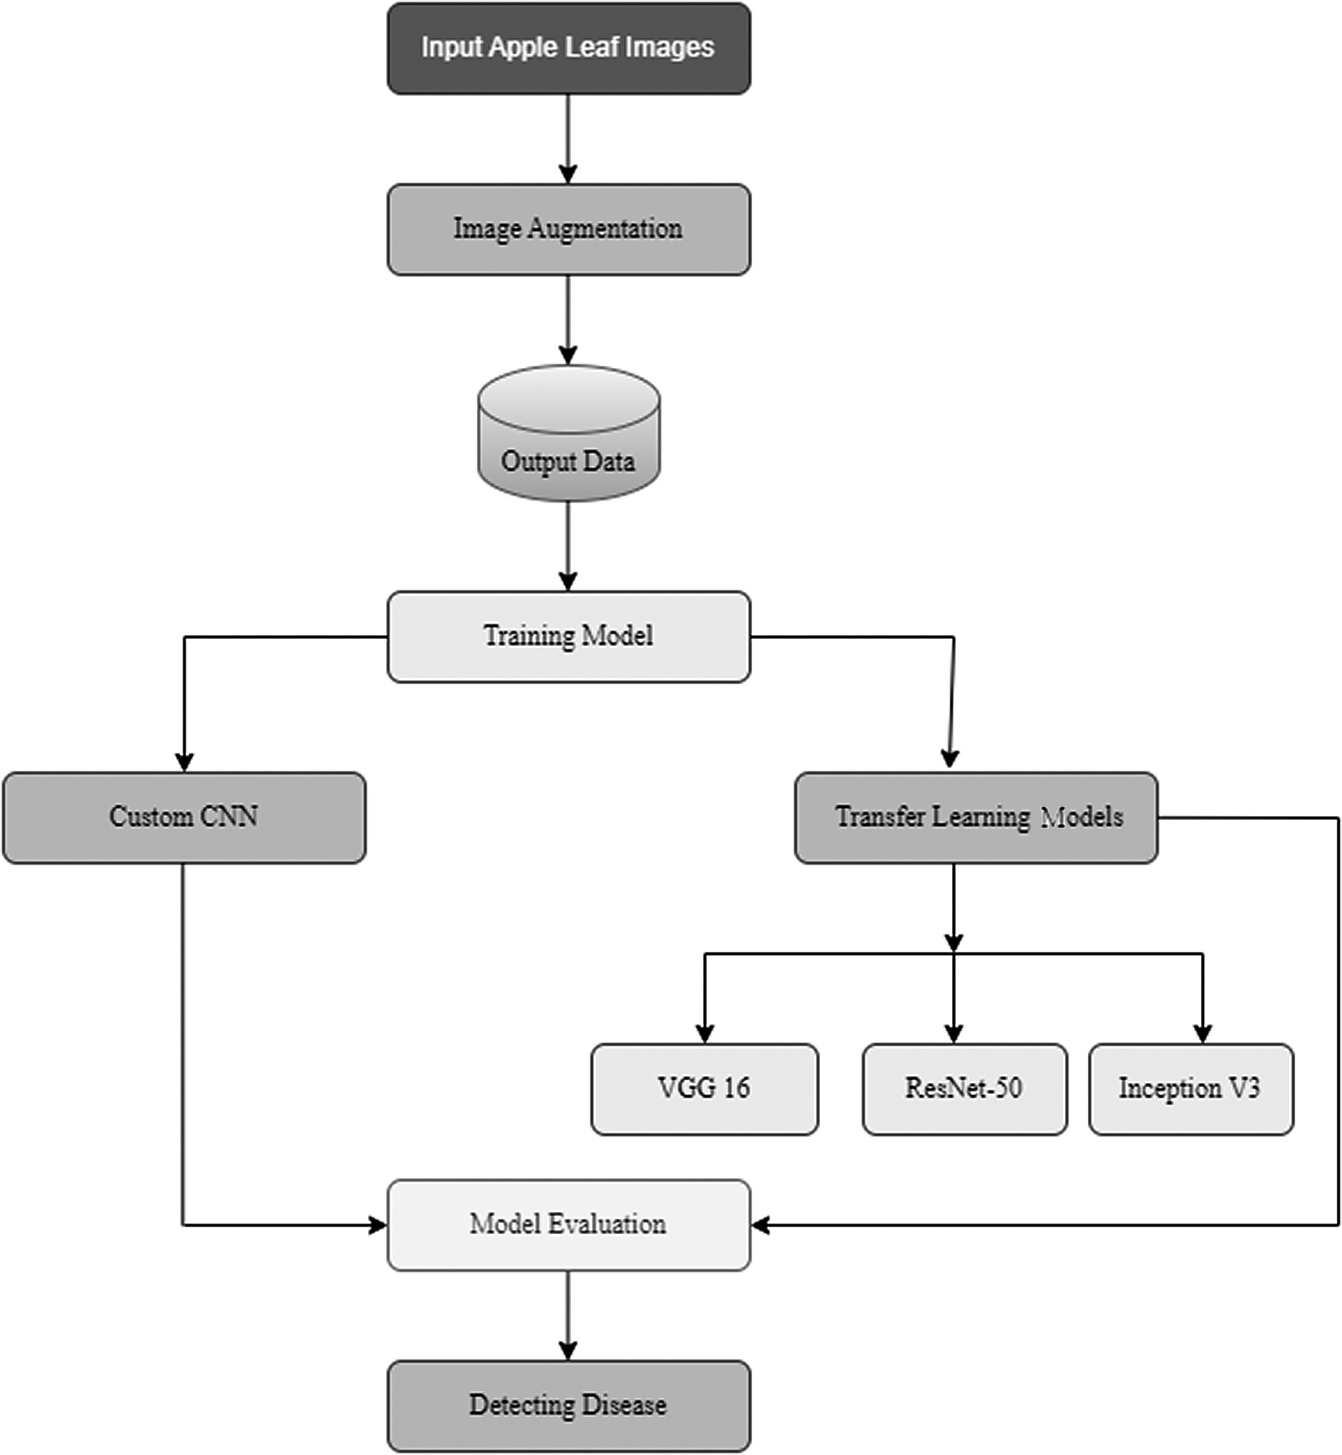 Input Apple Leaf Images
Image Augmentation
Output Data
Training Model
Custom CNN
Transfer Learning Models
VGG 16
ResNet-50
Inception V3
Model Evaluation
Detecting Disease